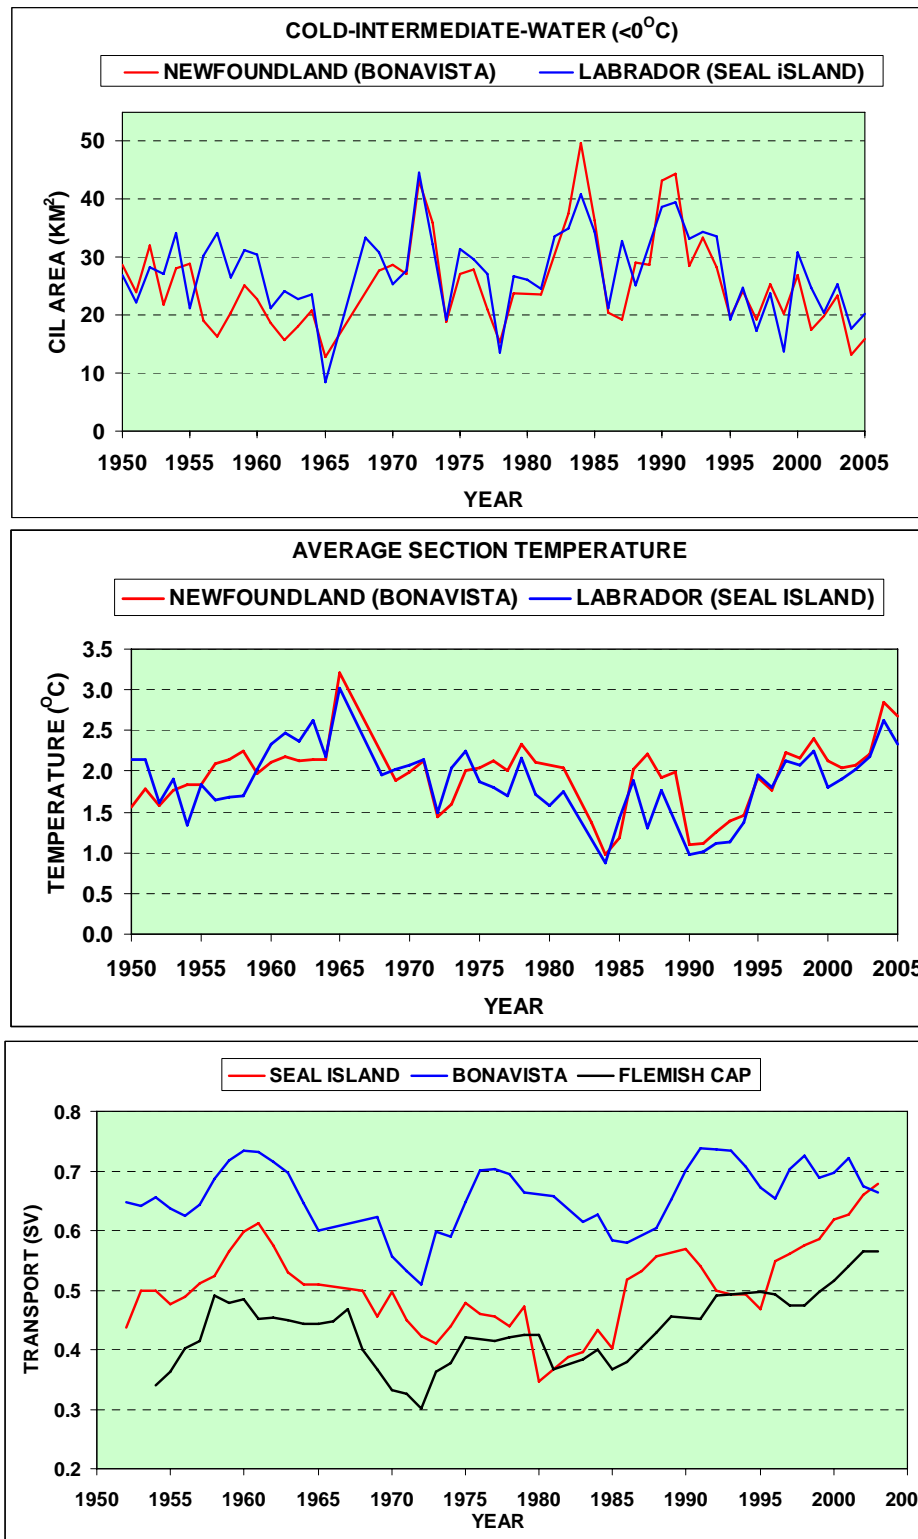 COLD-INTERMEDIATE-WATER (<0⁰C)
NEWFOUNDLAND (BONAVISTA) LABRADOR (SEAL iSLAND)
50
40
30
20
10
0
CIL AREA (KM²)
1950 1955 1960 1965 1970 1975 1980 1985 1990 1995 2000 2005
YEAR
AVERAGE SECTION TEMPERATURE
NEWFOUNDLAND (BONAVISTA) LABRADOR (SEAL ISLAND)
3.5
3.0
2.5
2.0
1.5
1.0
0.5
0.0
TEMPERATURE (⁰C)
1950 1955 1960 1965 1970 1975 1980 1985 1990 1995 2000 2005
YEAR
SEAL ISLAND BONAVISTA FLEMISH CAP
0.8
0.7
0.6
0.5
0.4
0.3
0.2
TRANSPORT (SV)
1950 1955 1960 1965 1970 1975 1980 1985 1990 1995 2000 200
YEAR